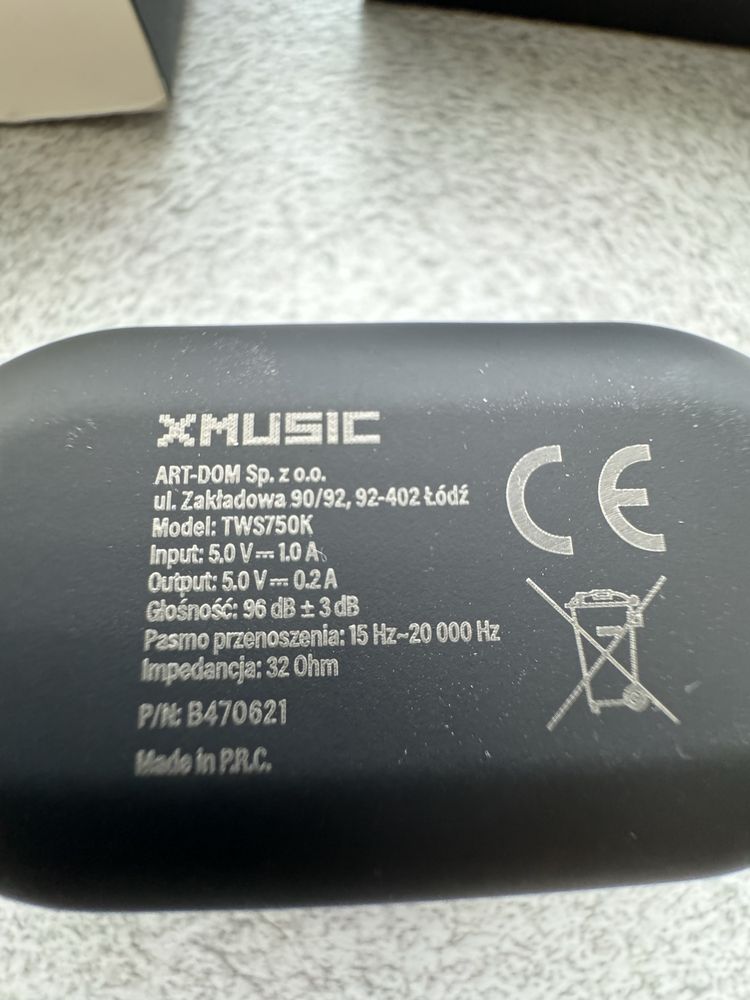 XMUSIC
ART-DOM Sp. z o.o.
ul. Zakładowa 90/92, 92-402 Łódź
Model: TWS750K
Input: 5.0 V⎓1.0 A
Output: 5.0 V⎓0.2 A
Głośność: 96 dB ± 3 dB
Pasmo przenoszenia: 15 Hz~20 000 Hz
Impedancja: 32 Ohm
P/N: B470621
Made in P.R.C.
CE